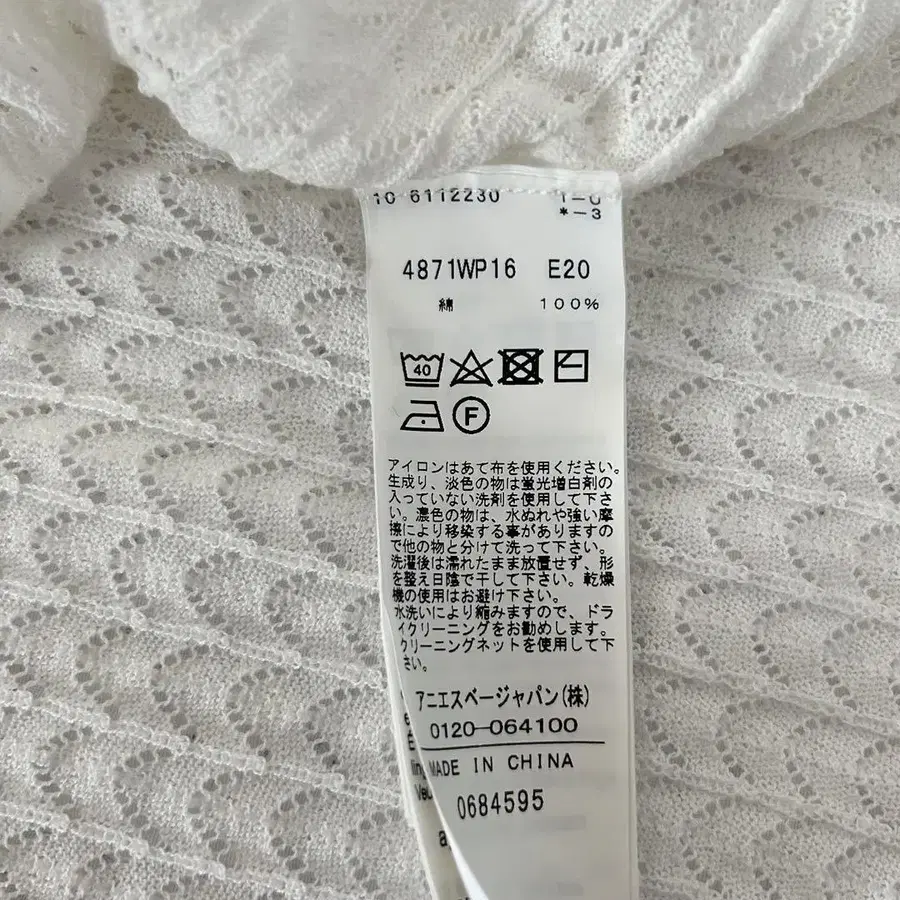 10 6112230
*-3
4871WP16 E20
綿 100%
40
F
アイロンはあて布を使用ください。
生成り、淡色の物は蛍光増白剤の
入っていない洗剤を使用して下さ
い。濃色の物は、水ぬれや強い摩
擦により移染する事がありますの
で他の物と分けて洗って下さい。
洗濯後は濡れたまま放置せず、形
を整え日陰で干して下さい。乾燥
機の使用はお避け下さい。
水洗いにより縮みますので、ドラ
イクリーニングをお勧めします。
クリーニングネットを使用して下
さい。
アニエスベージャパン(株)
0120-064100
MADE IN CHINA
0684595